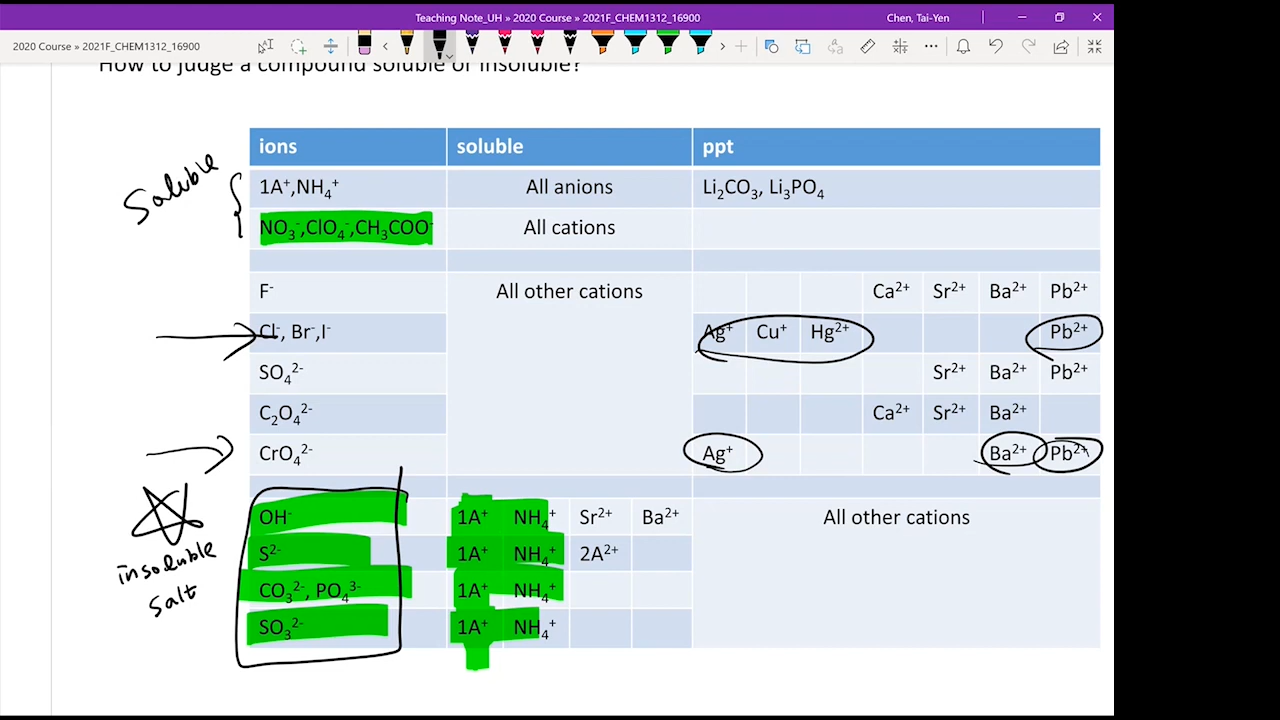 Teaching Note_UH » 2020 Course » 2021F_CHEM1312_16900
Chen, Tai-Yen
2020 Course » 2021F_CHEM1312_16900
How to judge a compound soluble or insoluble?
ions soluble ppt
Soluble
1A⁺,NH₄⁺ All anions Li₂CO₃, Li₃PO₄
NO₃⁻,ClO₄⁻,CH₃COO⁻ All cations
F⁻ All other cations Ca²⁺ Sr²⁺ Ba²⁺ Pb²⁺
Cl⁻, Br⁻,I⁻ Ag⁺ Cu⁺ Hg²⁺ Pb²⁺
SO₄²⁻ Sr²⁺ Ba²⁺ Pb²⁺
C₂O₄²⁻ Ca²⁺ Sr²⁺ Ba²⁺
CrO₄²⁻ Ag⁺ Ba²⁺ Pb²⁺
OH⁻ 1A⁺ NH₄⁺ Sr²⁺ Ba²⁺ All other cations
S²⁻ 1A⁺ NH₄⁺ 2A²⁺
insoluble
CO₃²⁻, PO₄³⁻ 1A⁺ NH₄⁺
salt
SO₃²⁻ 1A⁺ NH₄⁺